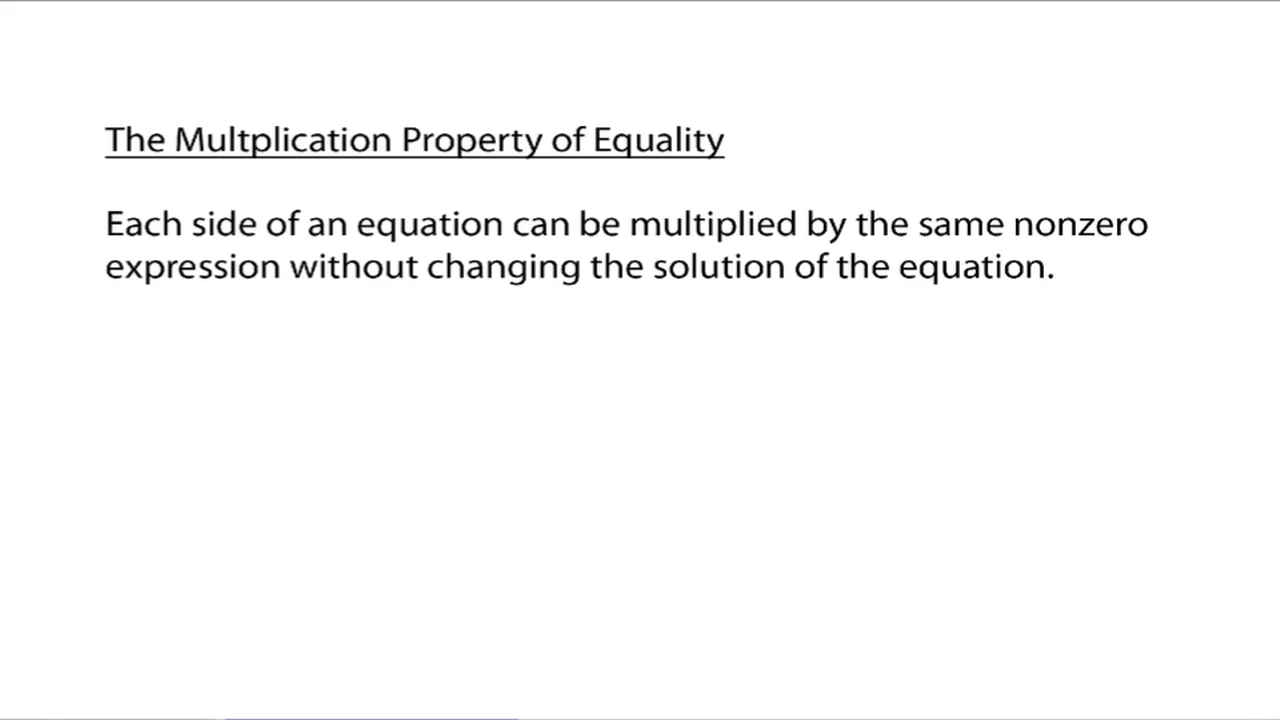 The Multplication Property of Equality
Each side of an equation can be multiplied by the same nonzero
expression without changing the solution of the equation.